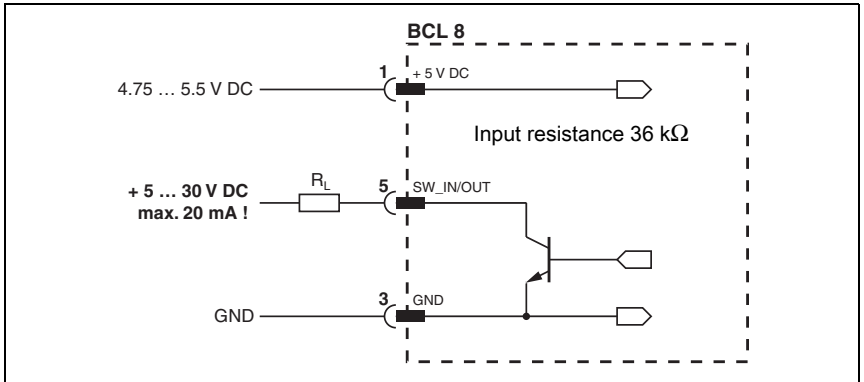 BCL 8
1
+ 5 V DC
4.75 … 5.5 V DC
Input resistance 36 kΩ
+ 5 … 30 V DC
max. 20 mA !
RL
5
SW_IN/OUT
GND
3
GND